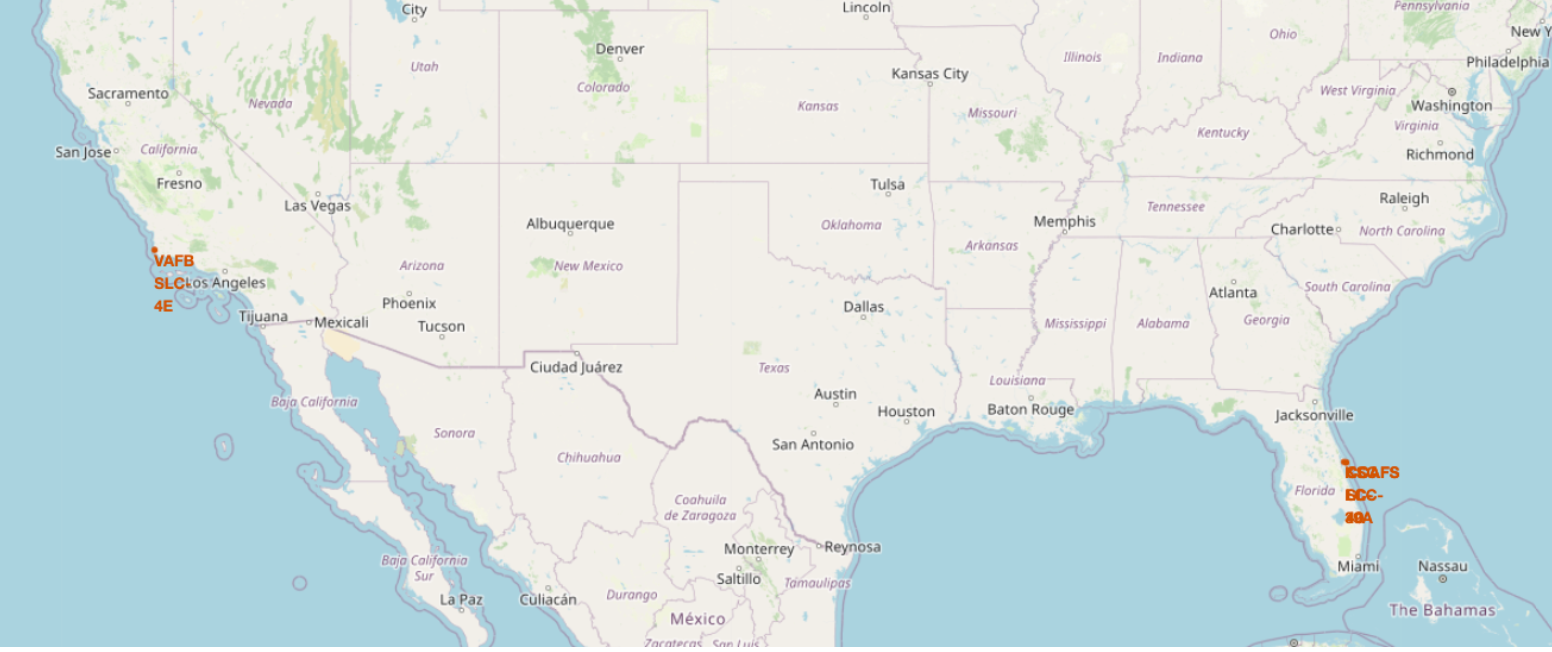 City
Lincoln
Pennsylvania
New Y
Denver
Ohio
Illinois
Indiana
Philadelphia
Utah
Kansas City
Colorado
Sacramento
Nevada
Kansas
Missouri
West Virginia
Washington
Kentucky
Virginia
San Jose
California
Richmond
Fresno
Tulsa
Las Vegas
Tennessee
Raleigh
Albuquerque
Oklahoma
Memphis
Charlotte
North Carolina
Arkansas
VAFB
SLC-
4E
Los Angeles
Arizona
New Mexico
South Carolina
Atlanta
Phoenix
Dallas
Tijuana
Mexicali
Tucson
Mississippi
Alabama
Georgia
Ciudad Juárez
Texas
Louisiana
Baja California
Austin
Houston
Baton Rouge
Jacksonville
Sonora
San Antonio
Chihuahua
Florida
Coahuila
de Zaragoza
Monterrey
Reynosa
Baja California
Sur
Saltillo
Tamaulipas
Miami
Nassau
La Paz
Culiacán
Durango
The Bahamas
México
Zacatecas
San Luis